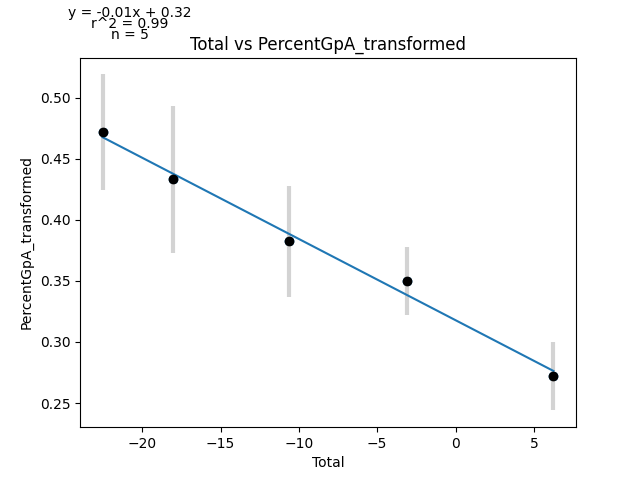 y = -0.01x + 0.32
r^2 = 0.99
n = 5
Total vs PercentGpA_transformed
PercentGpA_transformed
0.50
0.45
0.40
0.35
0.30
0.25
−20 −15 −10 −5 0 5
Total